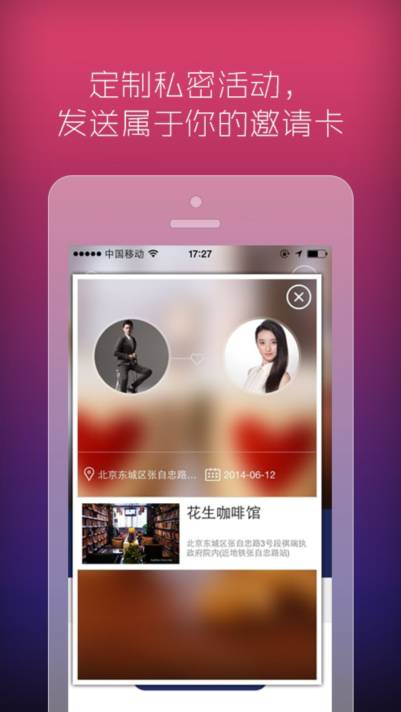 定制私密活动，
发送属于你的邀请卡
中国移动 17:27
北京东城区张自忠路... 2014-06-12
花生咖啡馆
北京东城区张自忠路3号段祺瑞执
政府院内(近地铁张自忠路站)